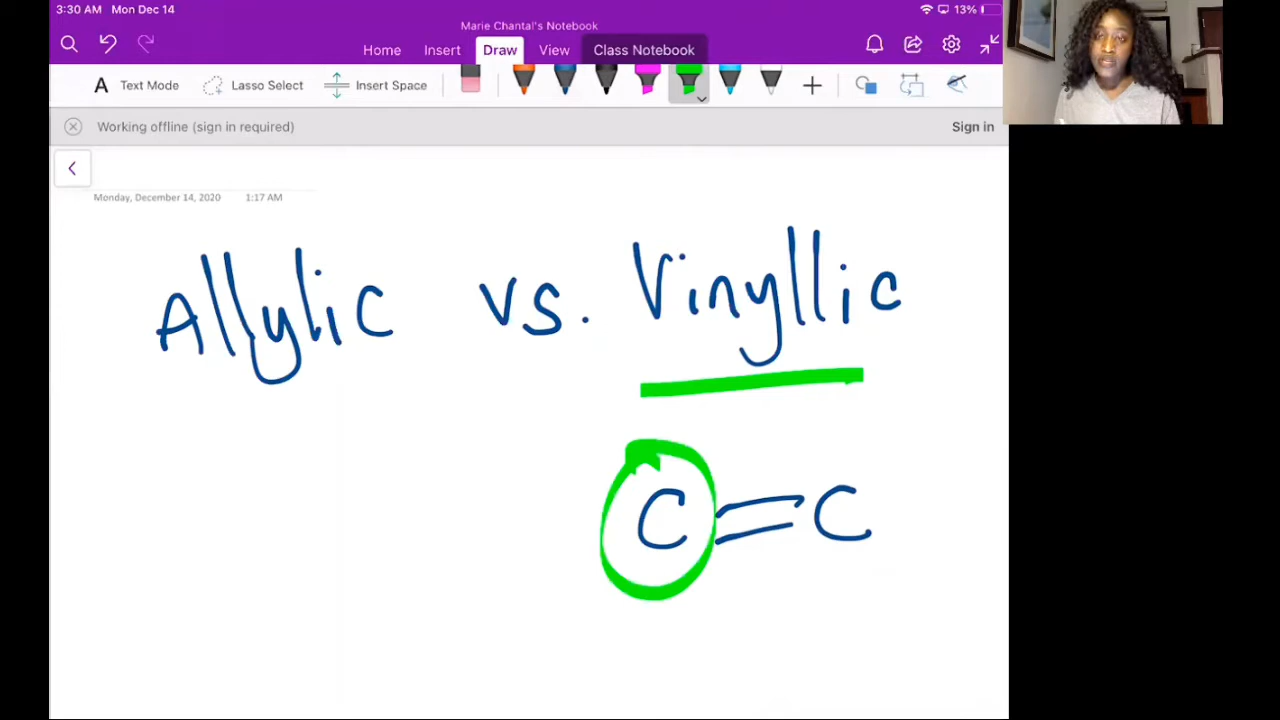 3:30 AM Mon Dec 14
13%
Marie Chantal's Notebook
Home Insert Draw View Class Notebook
A Text Mode Lasso Select Insert Space
Working offline (sign in required) Sign in
Monday, December 14, 2020 1:17 AM
Allylic vs. Vinyllic
C=C